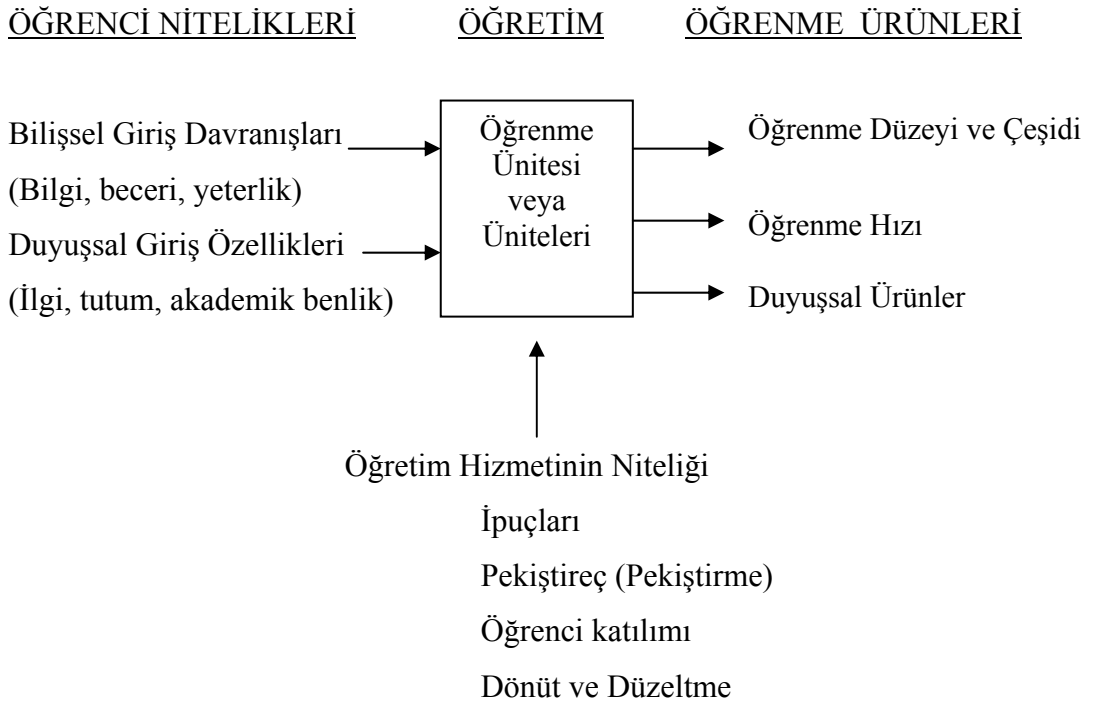 ÖĞRENCİ NİTELİKLERİ ÖĞRETİM ÖĞRENME ÜRÜNLERİ
Bilişsel Giriş Davranışları
(Bilgi, beceri, yeterlik)
Duyuşsal Giriş Özellikleri
(İlgi, tutum, akademik benlik)
Öğrenme
Ünitesi
veya
Üniteleri
Öğrenme Düzeyi ve Çeşidi
Öğrenme Hızı
Duyuşsal Ürünler
Öğretim Hizmetinin Niteliği
İpuçları
Pekiştireç (Pekiştirme)
Öğrenci katılımı
Dönüt ve Düzeltme